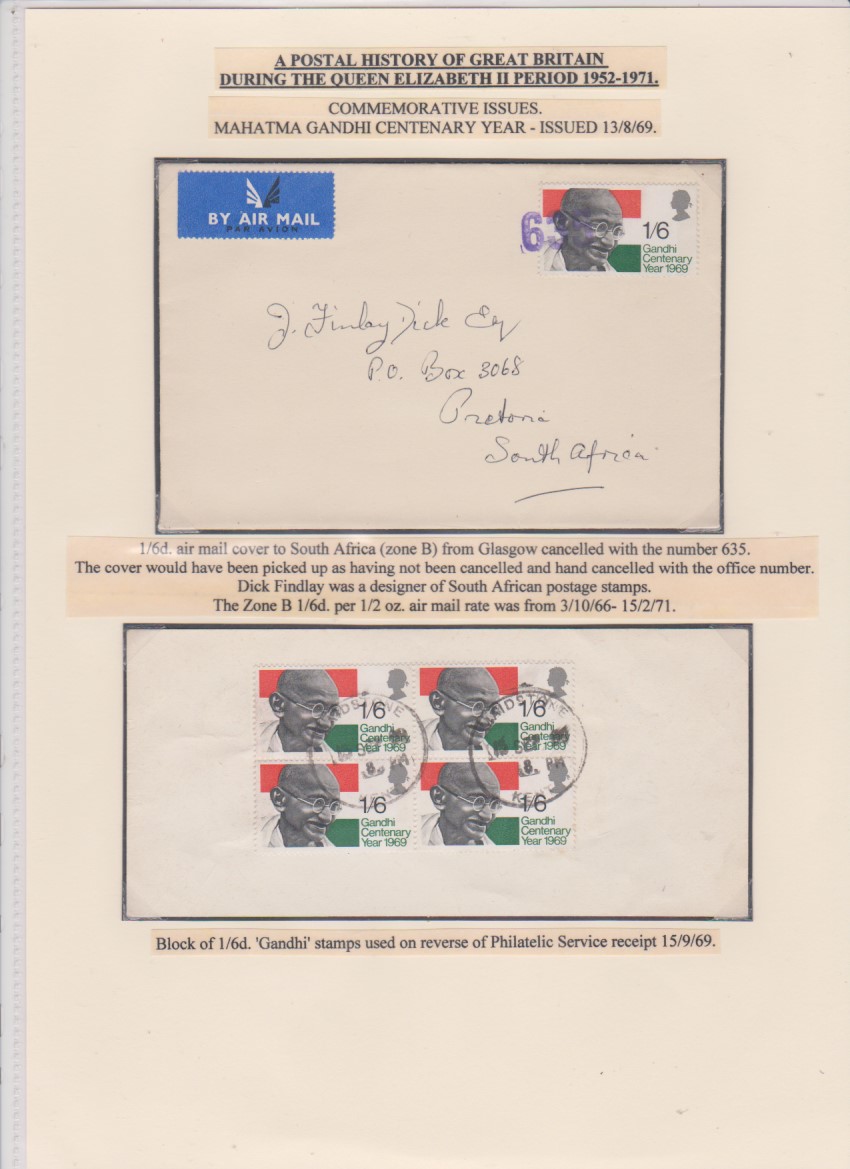 A POSTAL HISTORY OF GREAT BRITAIN
DURING THE QUEEN ELIZABETH II PERIOD 1952-1971.
COMMEMORATIVE ISSUES.
MAHATMA GANDHI CENTENARY YEAR - ISSUED 13/8/69.
BY AIR MAIL
PAR AVION
635
1/6
Gandhi
Centenary
Year 1969
J. Finlay Dick Esq
P.O. Box 3068
Pretoria
South Africa
1/6d. air mail cover to South Africa (zone B) from Glasgow cancelled with the number 635.
The cover would have been picked up as having not been cancelled and hand cancelled with the office number.
Dick Findlay was a designer of South African postage stamps.
The Zone B 1/6d. per 1/2 oz. air mail rate was from 3/10/66- 15/2/71.
1/6
Gandhi
Centenary
Year 1969
1/6
Gandhi
Centenary
Year 1969
1/6
Gandhi
Centenary
Year 1969
1/6
Gandhi
Centenary
Year 1969
Block of 1/6d. 'Gandhi' stamps used on reverse of Philatelic Service receipt 15/9/69.